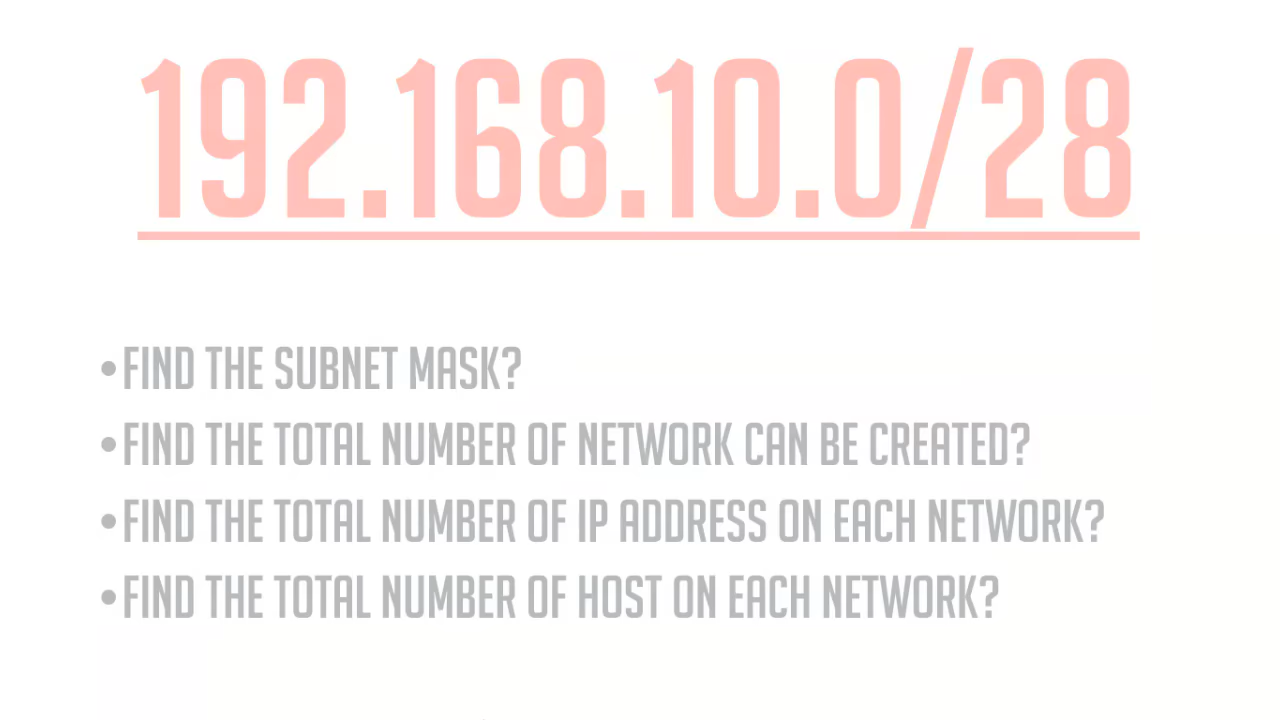 192.168.10.0/28
•FIND THE SUBNET MASK?
•FIND THE TOTAL NUMBER OF NETWORK CAN BE CREATED?
•FIND THE TOTAL NUMBER OF IP ADDRESS ON EACH NETWORK?
•FIND THE TOTAL NUMBER OF HOST ON EACH NETWORK?